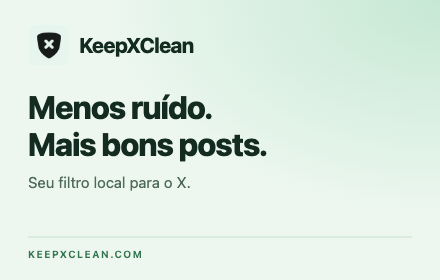 KeepXClean
Menos ruído.
Mais bons posts.
Seu filtro local para o X.
KEEPXCLEAN.COM